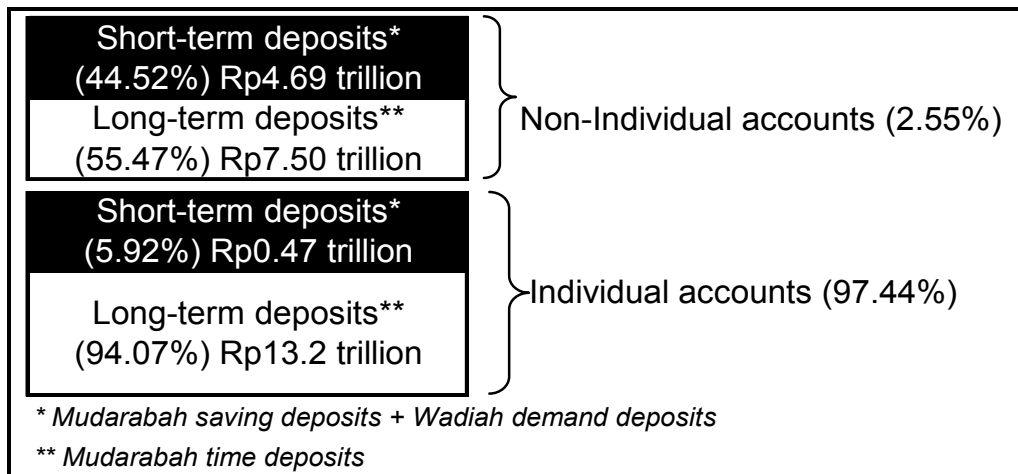 Short-term deposits*
(44.52%) Rp4.69 trillion
Long-term deposits**
(55.47%) Rp7.50 trillion
Non-Individual accounts (2.55%)
Short-term deposits*
(5.92%) Rp0.47 trillion
Long-term deposits**
(94.07%) Rp13.2 trillion
Individual accounts (97.44%)
* Mudarabah saving deposits + Wadiah demand deposits
** Mudarabah time deposits